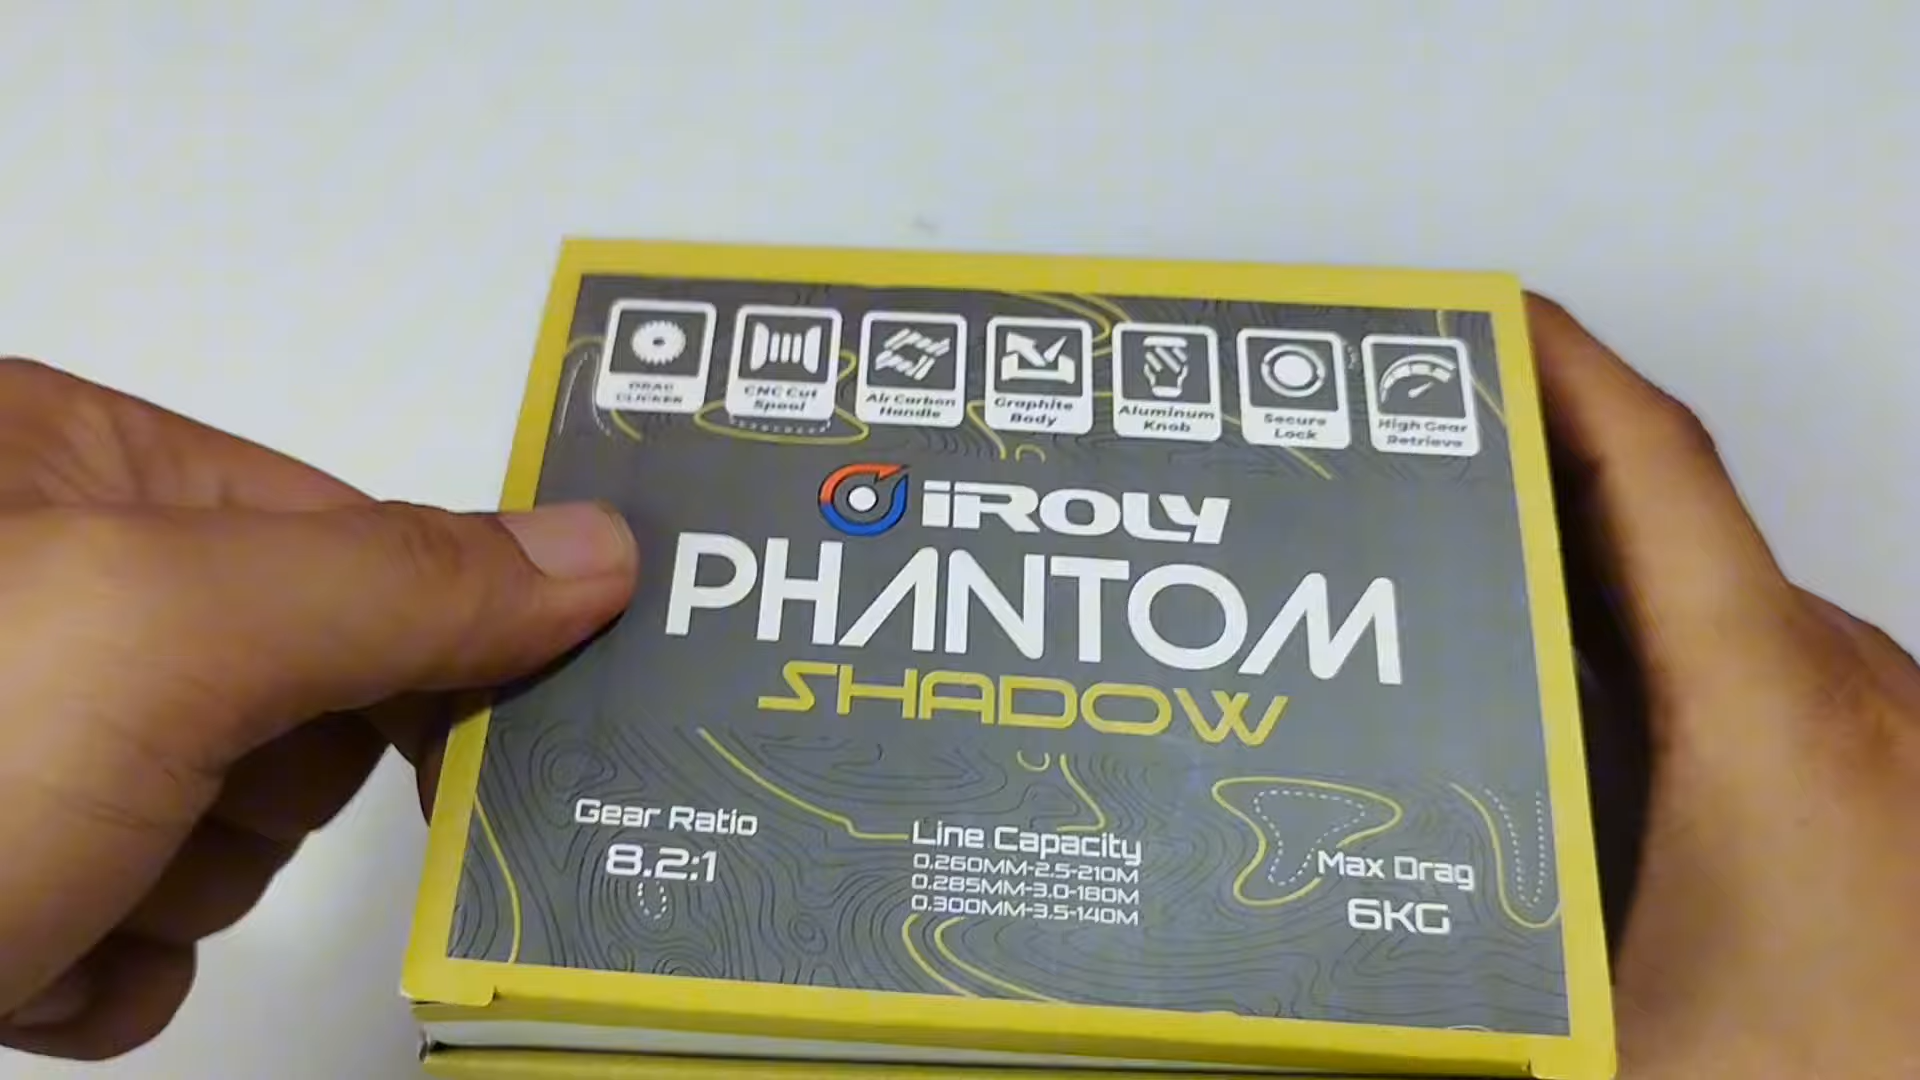 DRAG
CLICKER
CNC Cut
Spool
Air Carbon
Handle
Graphite
Body
Aluminum
Knob
Secure
Lock
High Gear
Retrieve
iROLY
PHANTOM
SHADOW
Gear Ratio
8.2:1
Line Capacity
0.260MM-2.5-210M
0.285MM-3.0-180M
0.300MM-3.5-140M
Max Drag
6KG